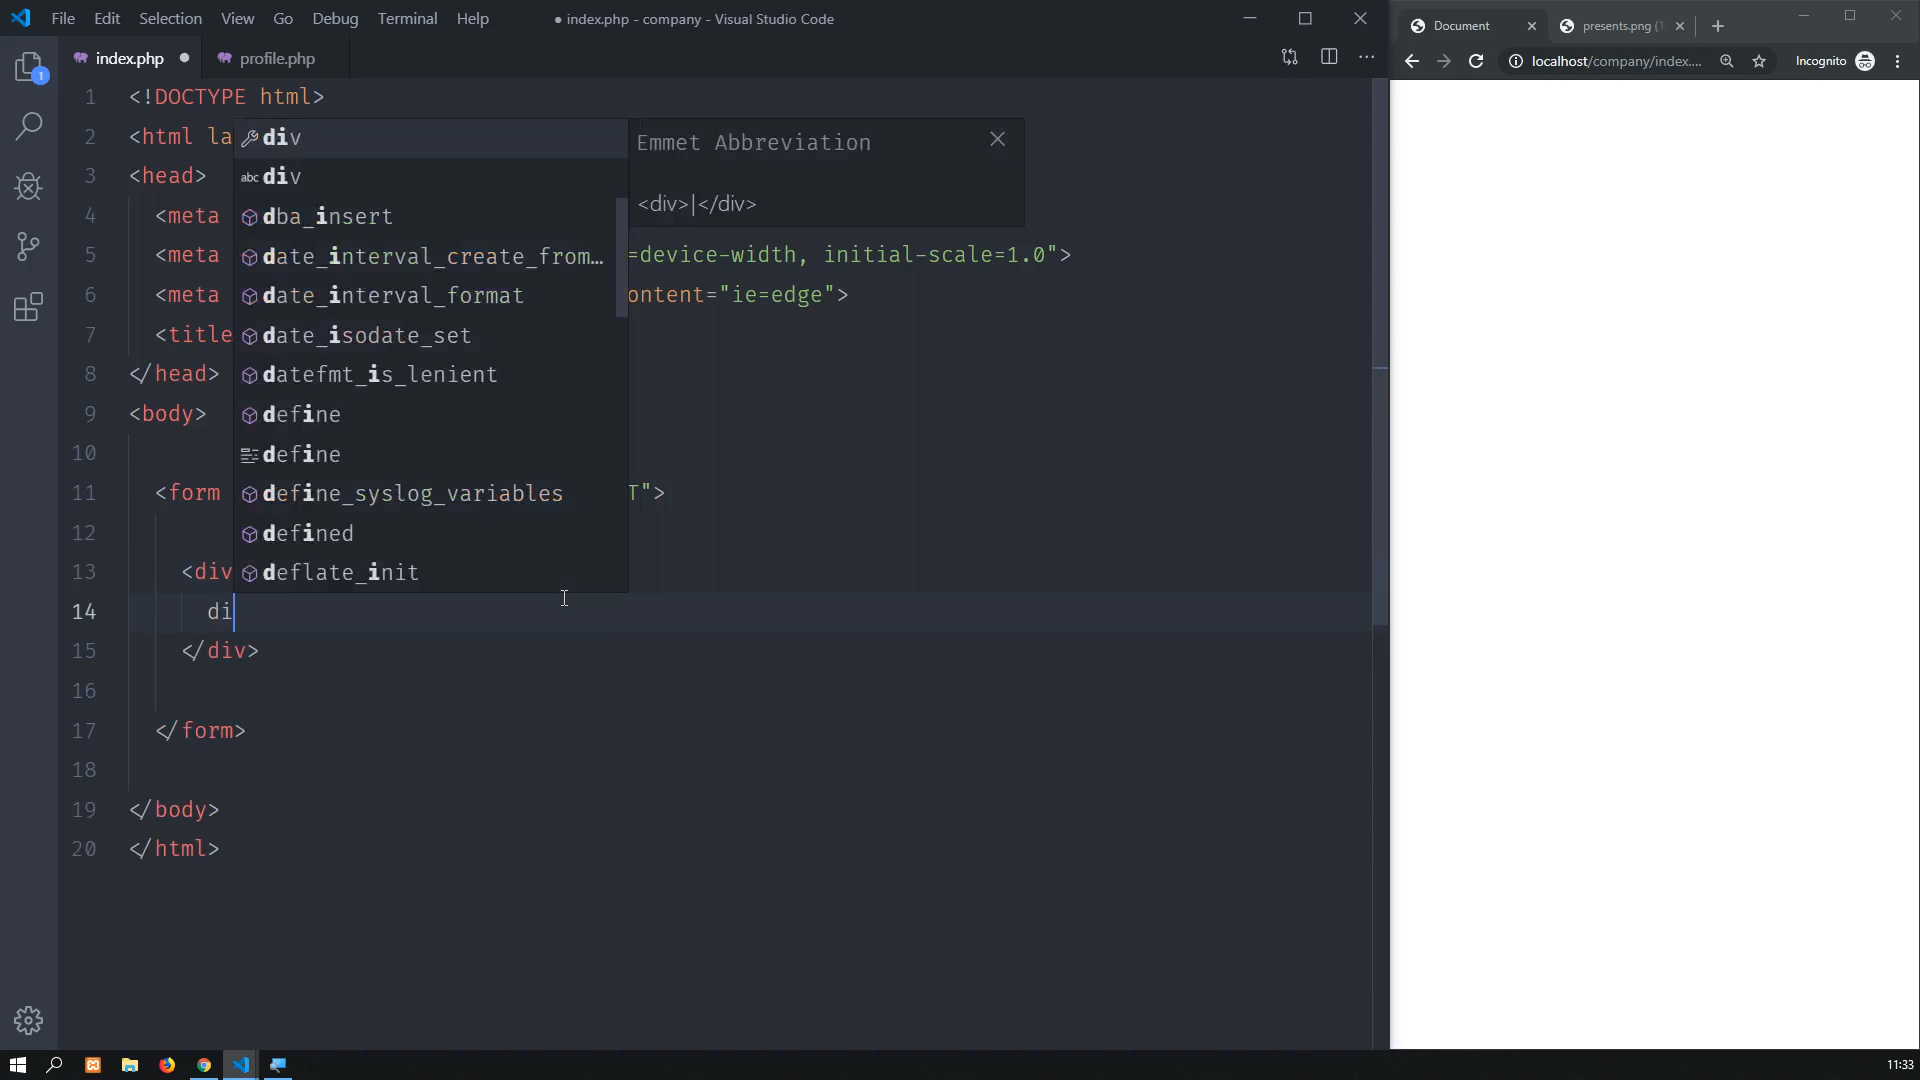 File Edit Selection View Go Debug Terminal Help
● index.php - company - Visual Studio Code
index.php ●
profile.php
Document
presents.png (
localhost/company/index....
Incognito
1
1 <!DOCTYPE html>
2 <html la
3 <head>
4 <meta
5 <meta =device-width, initial-scale=1.0">
6 <meta ontent="ie=edge">
7 <title
8 </head>
9 <body>
10
11 <form T">
12
13 <div
14 di
15 </div>
16
17 </form>
18
19 </body>
20 </html>
div
abc div
dba_insert
date_interval_create_from...
date_interval_format
date_isodate_set
datefmt_is_lenient
define
define
define_syslog_variables
defined
deflate_init
Emmet Abbreviation
<div>|</div>
11:33